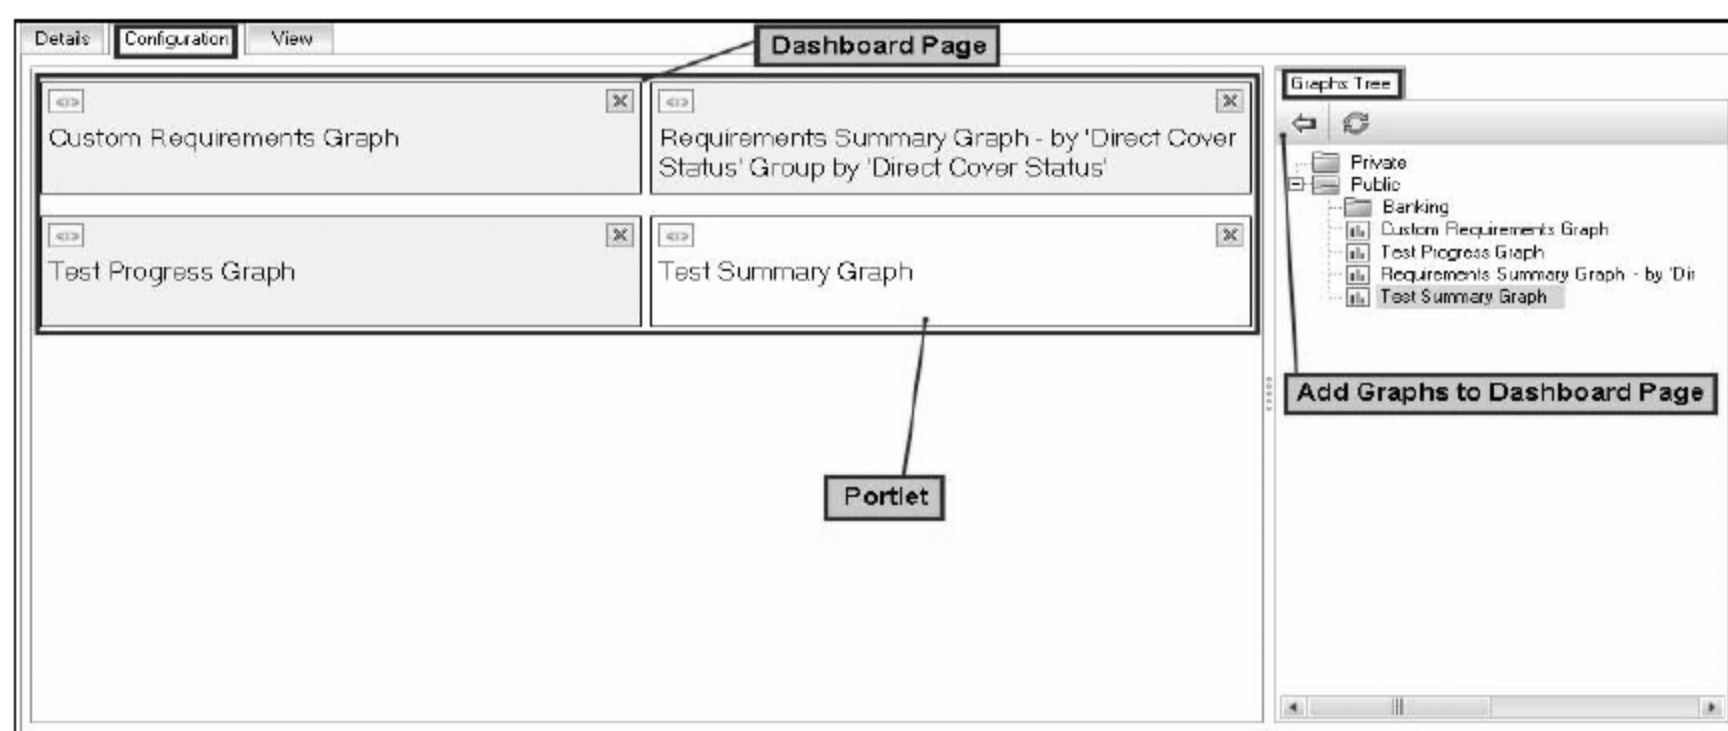 Details Configuration View
Dashboard Page
Custom Requirements Graph
Requirements Summary Graph - by 'Direct Cover
Status' Group by 'Direct Cover Status'
Test Progress Graph
Test Summary Graph
Portlet
Graphs Tree
Private
Public
Banking
Custom Requirements Graph
Test Progress Graph
Requirements Summary Graph - by 'Dir
Test Summary Graph
Add Graphs to Dashboard Page